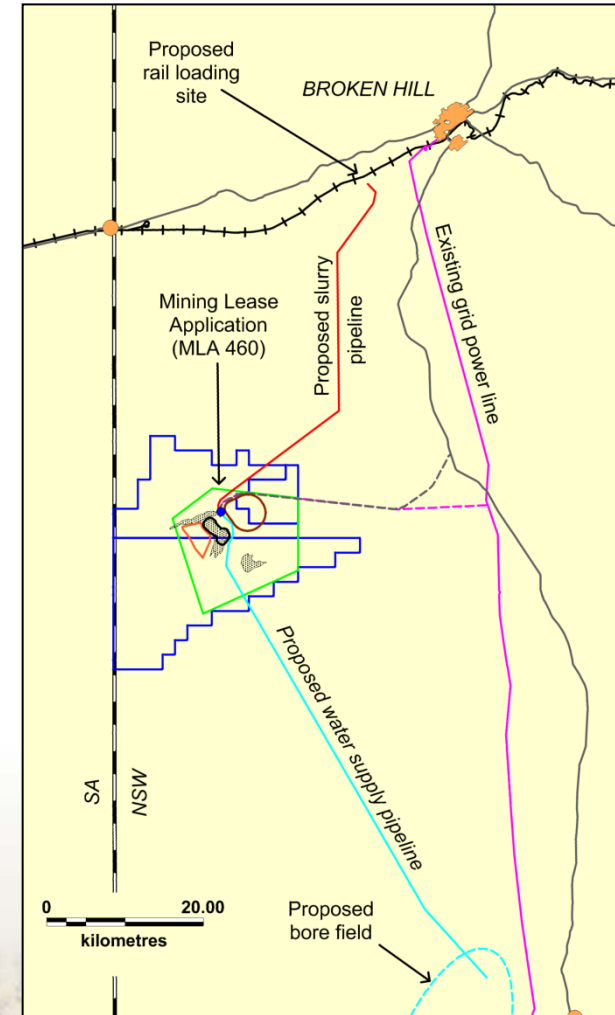 Proposed
rail loading
site
BROKEN HILL
Existing grid power line
Proposed slurry
pipeline
Mining Lease
Application
(MLA 460)
Proposed water supply pipeline
SA
NSW
0 20.00
kilometres
Proposed
bore field